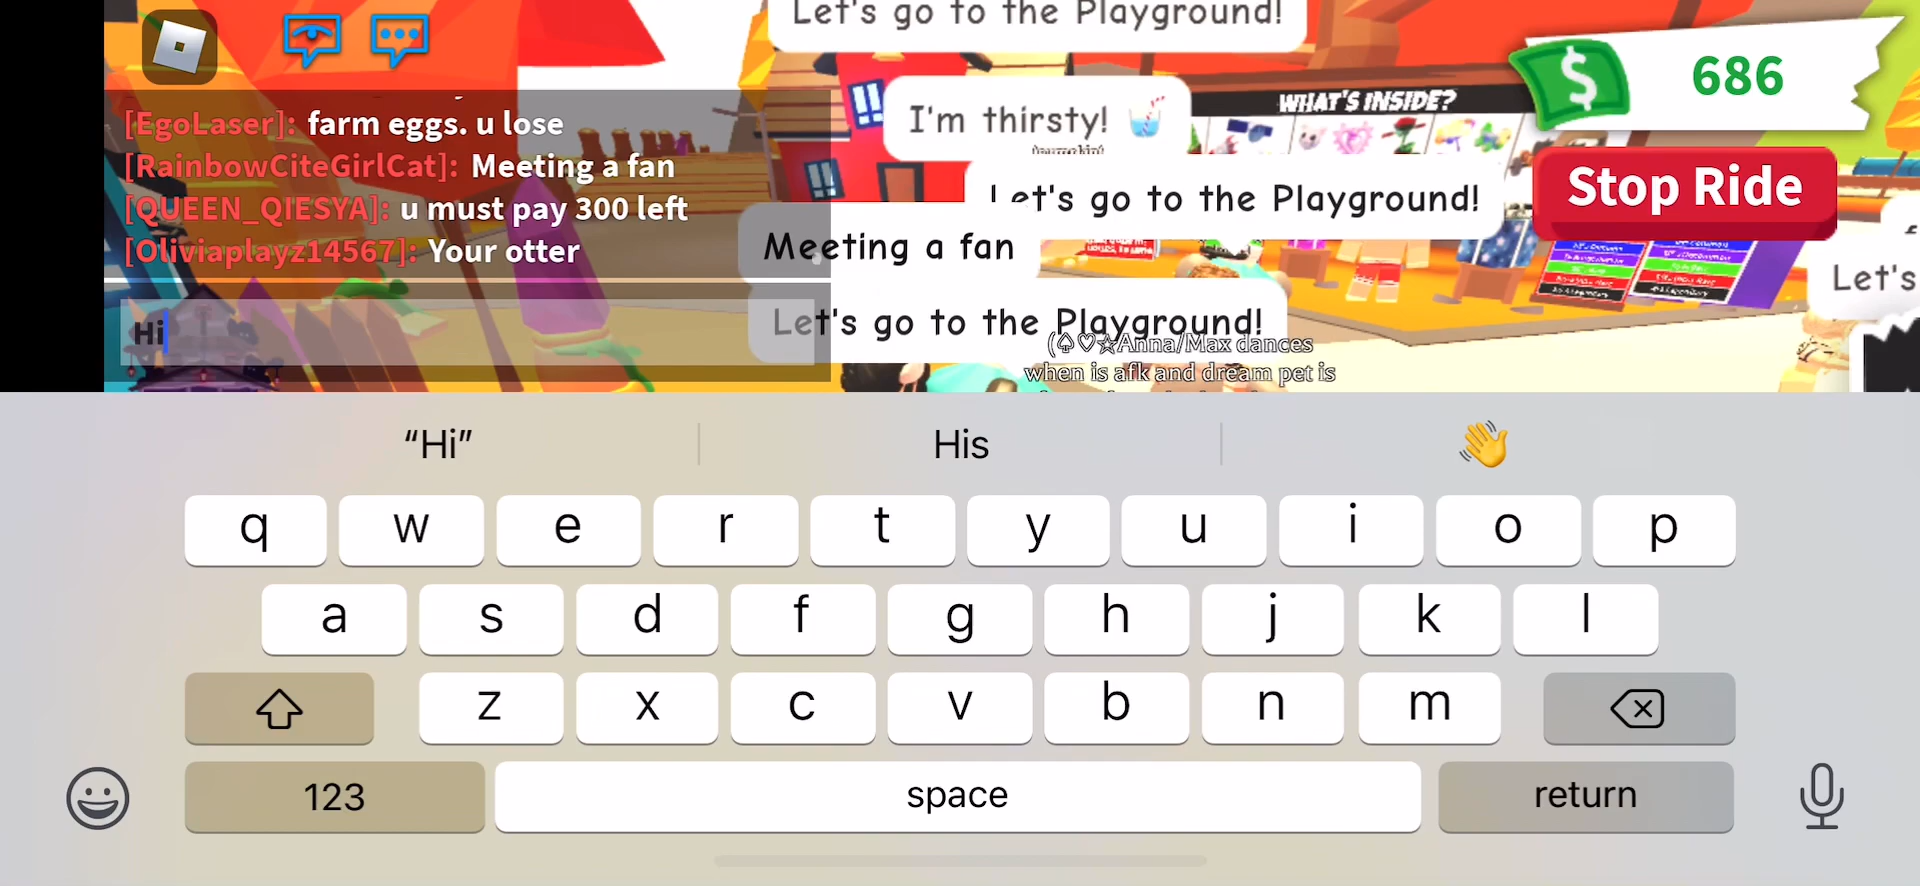 Let's go to the Playground!
686
[EgoLaser]: farm eggs. u lose
I'm thirsty!
WHAT'S INSIDE?
[RainbowCiteGirlCat]: Meeting a fan
Stop Ride
[QUEEN_QIESYA]: u must pay 300 left
Let's go to the Playground!
[Oliviaplayz14567]: Your otter
Meeting a fan
Let's
Hi
Let's go to the Playground!
(♤♡☆Anna/Max dances
when is afk and dream pet is
“Hi”
His
q w e r t y u i o p
a s d f g h j k l
z x c v b n m
123
space
return